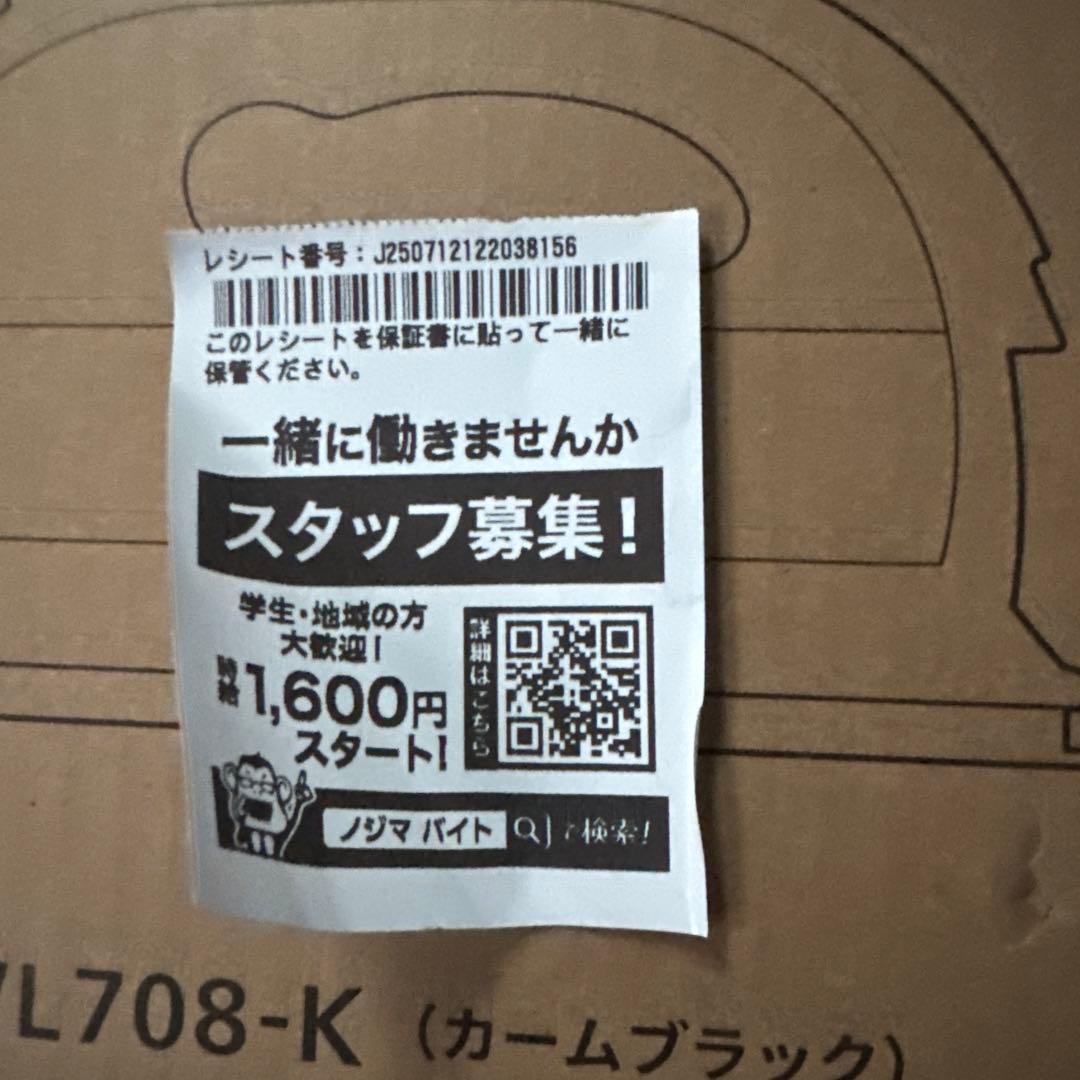 レシート番号：J250712122038156
このレシートを保証書に貼って一緒に
保管ください。
一緒に働きませんか
スタッフ募集！
学生・地域の方
大歓迎！
時給1,600円
スタート！
詳細はこちら
ノジマ バイト
検索！
L708-K（カームブラック）